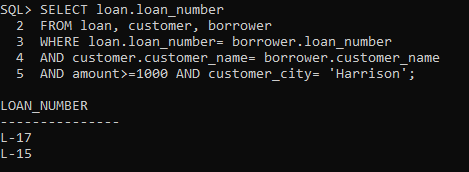 SQL> SELECT loan.loan_number
  2  FROM loan, customer, borrower
  3  WHERE loan.loan_number= borrower.loan_number
  4  AND customer.customer_name= borrower.customer_name
  5  AND amount>=1000 AND customer_city= 'Harrison';
LOAN_NUMBER
---------------
L-17
L-15